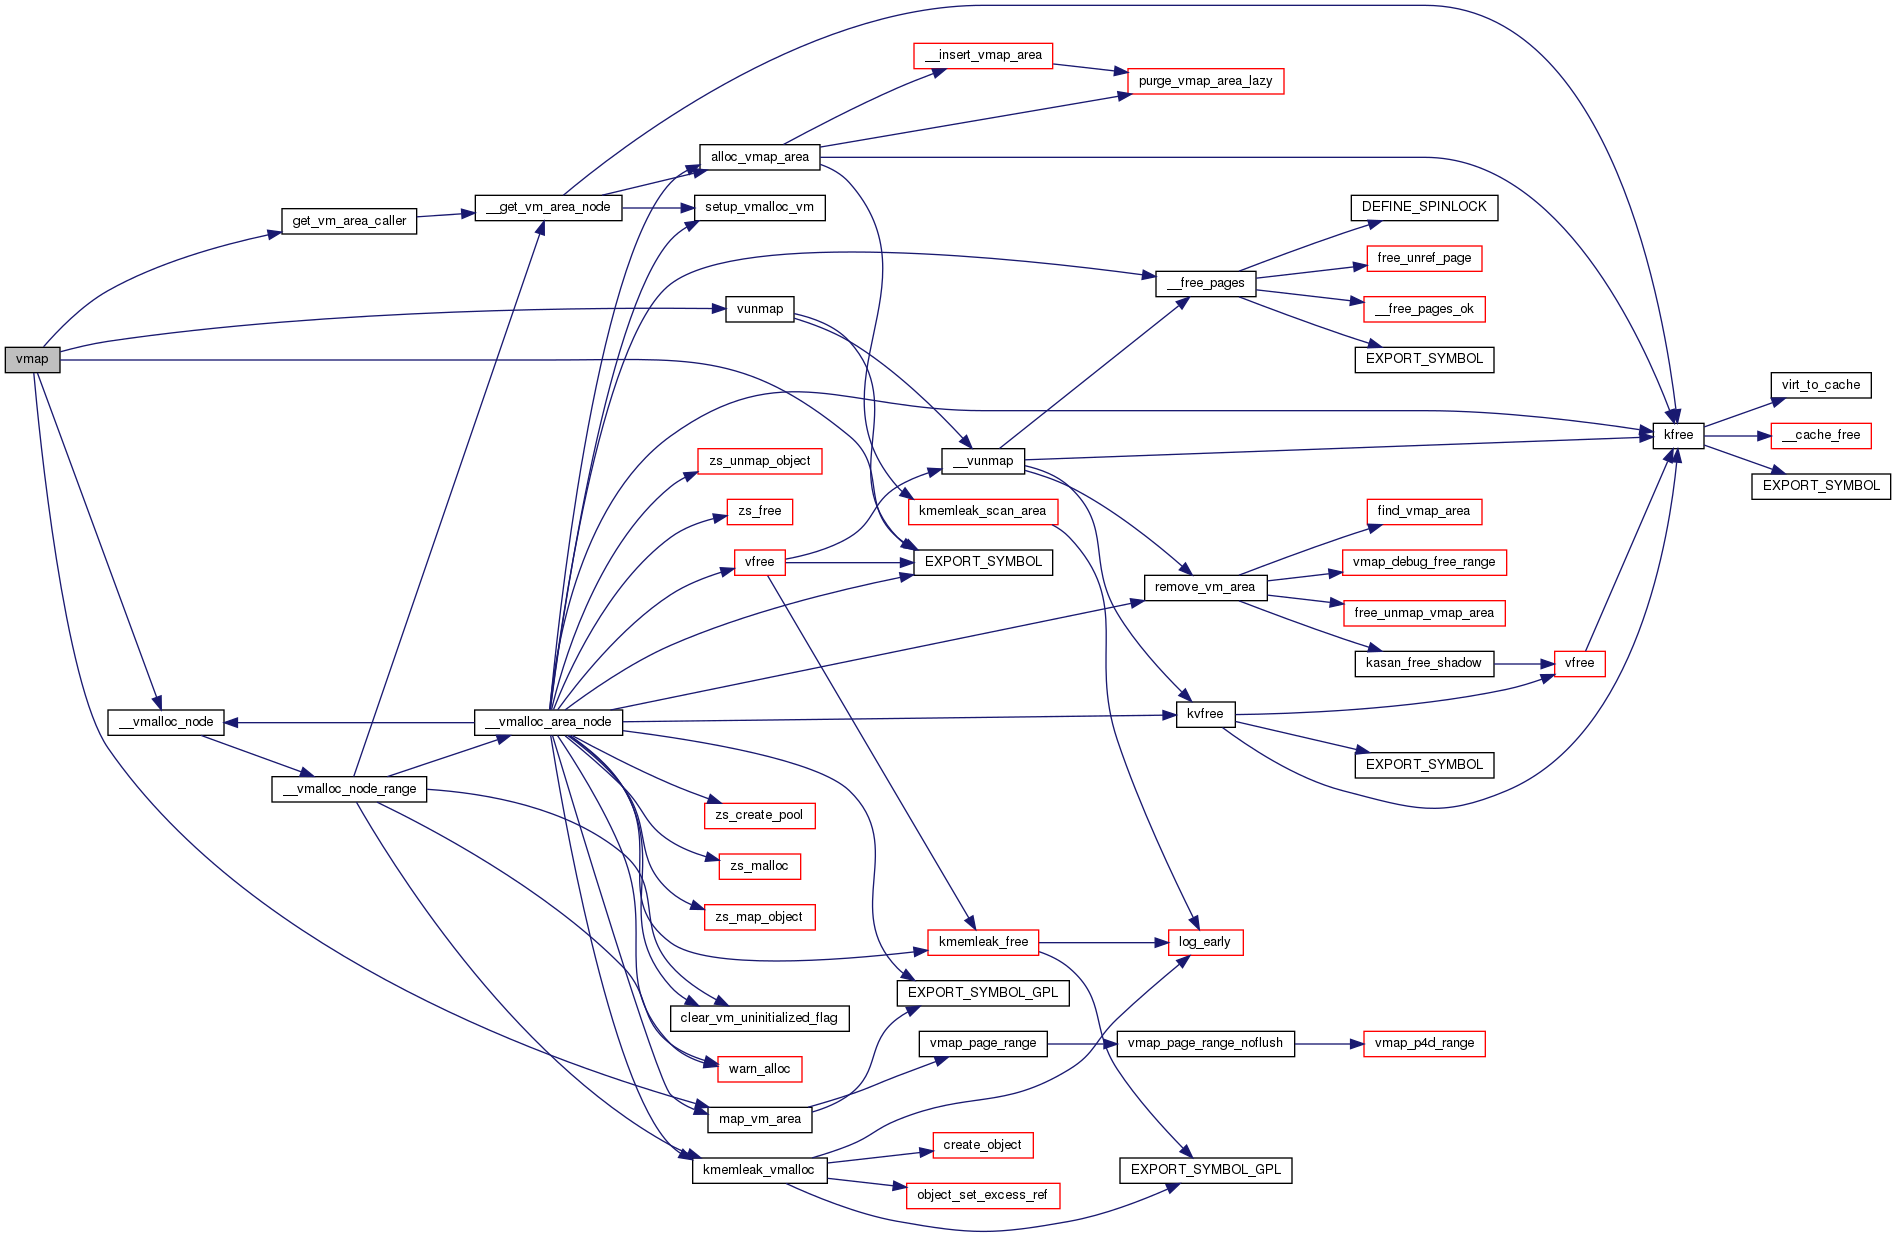 __insert_vmap_area
purge_vmap_area_lazy
alloc_vmap_area
get_vm_area_caller
__get_vm_area_node
setup_vmalloc_vm
DEFINE_SPINLOCK
free_unref_page
__free_pages
__free_pages_ok
vunmap
vmap
EXPORT_SYMBOL
virt_to_cache
kfree
__cache_free
EXPORT_SYMBOL
zs_unmap_object
__vunmap
zs_free
kmemleak_scan_area
find_vmap_area
vfree
EXPORT_SYMBOL
vmap_debug_free_range
remove_vm_area
free_unmap_vmap_area
kasan_free_shadow
vfree
__vmalloc_node
__vmalloc_area_node
kvfree
EXPORT_SYMBOL
__vmalloc_node_range
zs_create_pool
zs_malloc
zs_map_object
kmemleak_free
log_early
EXPORT_SYMBOL_GPL
clear_vm_uninitialized_flag
vmap_page_range
vmap_page_range_noflush
vmap_p4d_range
warn_alloc
map_vm_area
create_object
kmemleak_vmalloc
EXPORT_SYMBOL_GPL
object_set_excess_ref